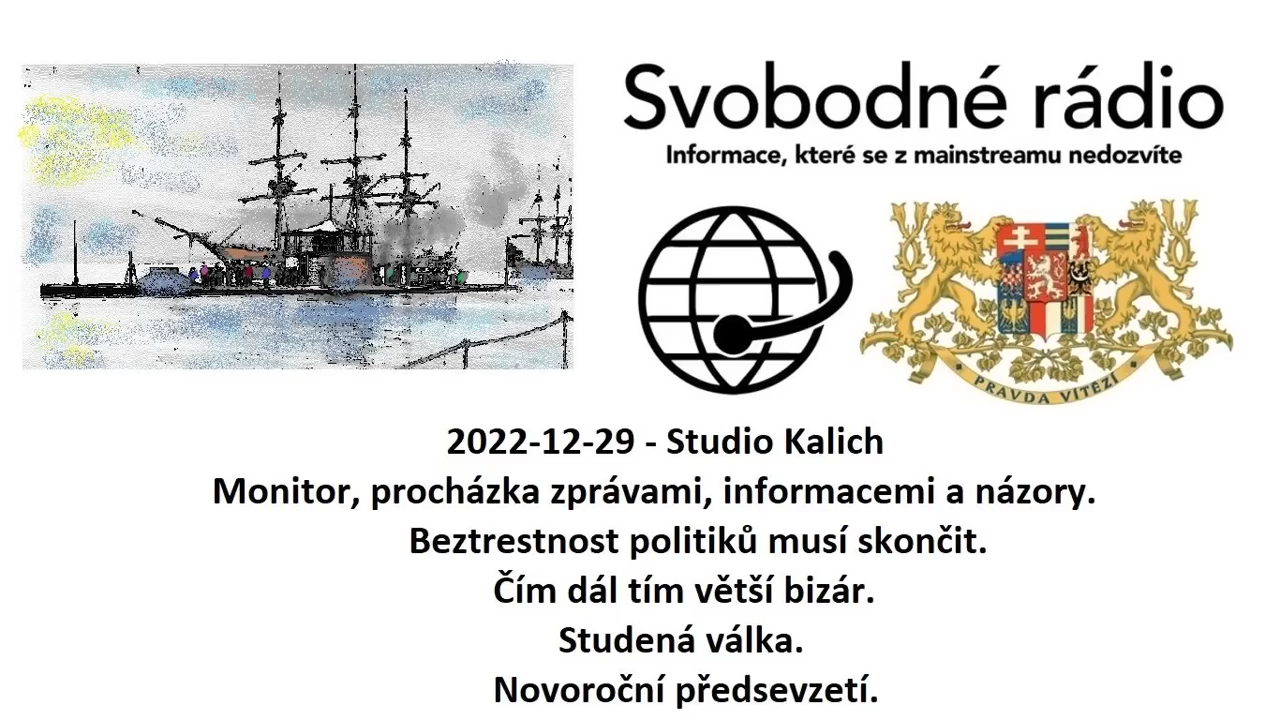 Svobodné rádio
Informace, které se z mainstreamu nedozvíte
PRAVDA VÍTĚZÍ
2022-12-29 - Studio Kalich
Monitor, procházka zprávami, informacemi a názory.
Beztrestnost politiků musí skončit.
Čím dál tím větší bizár.
Studená válka.
Novoroční předsevzetí.